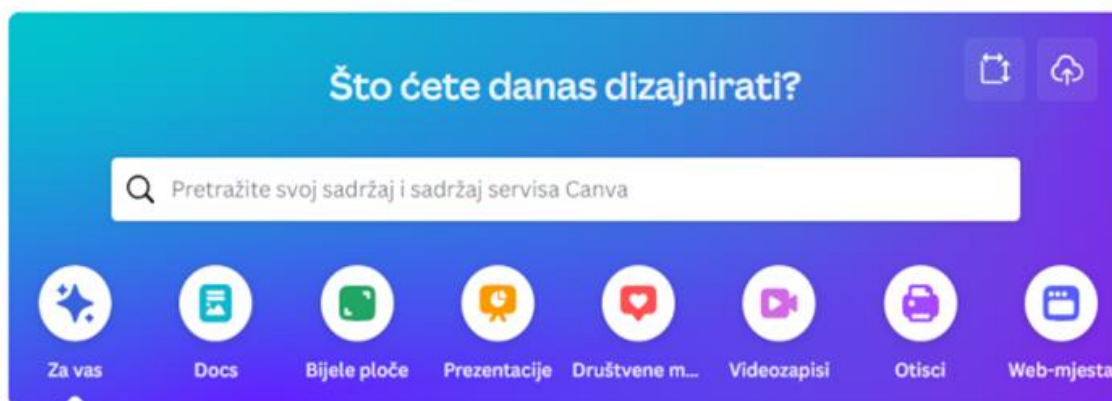 Što ćete danas dizajnirati?
Pretražite svoj sadržaj i sadržaj servisa Canva
Za vas
Docs
Bijele ploče
Prezentacije
Društvene m...
Videozapisi
Otisci
Web-mjesta